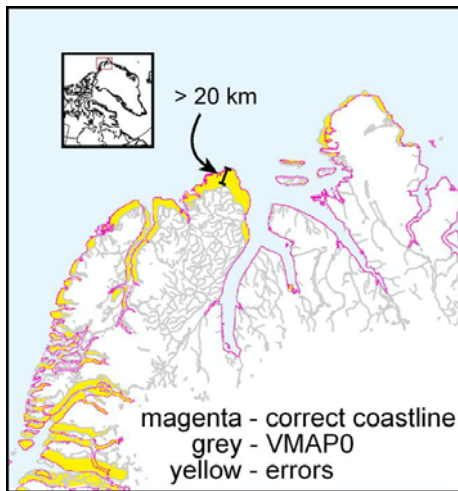 > 20 km
magenta - correct coastline
grey - VMAP0
yellow - errors